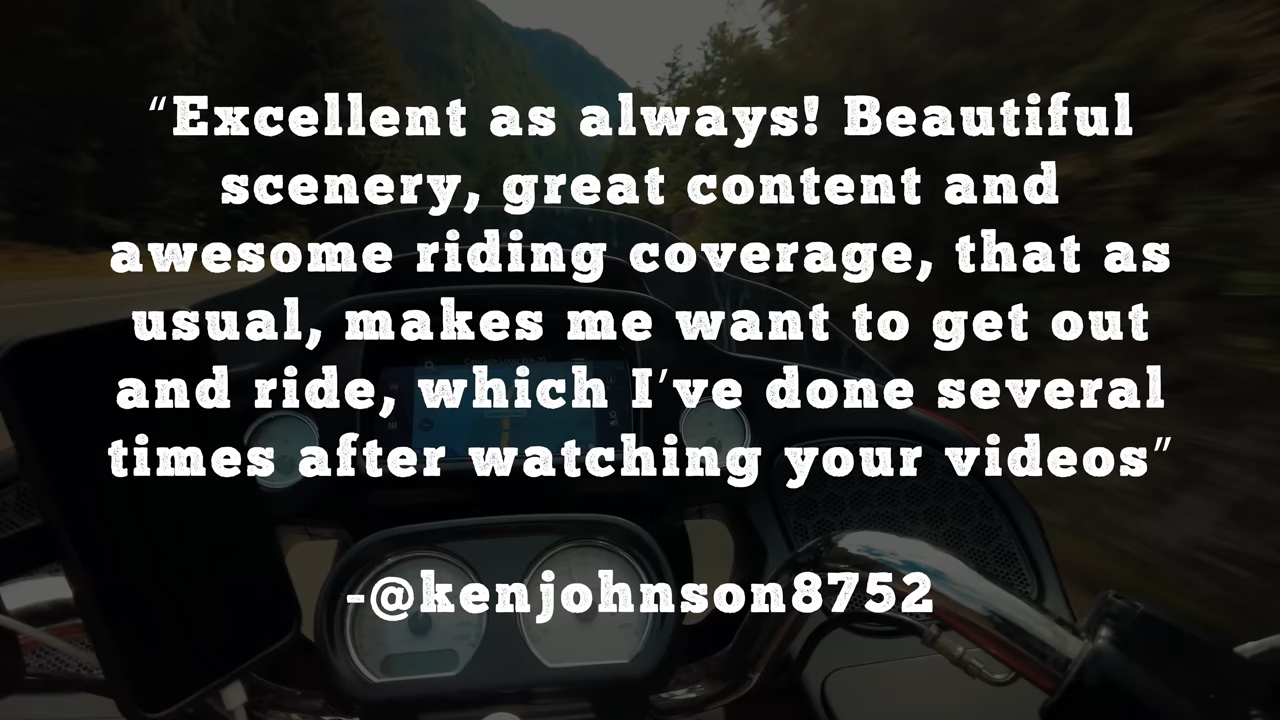 “Excellent as always! Beautiful
scenery, great content and
awesome riding coverage, that as
usual, makes me want to get out
and ride, which I’ve done several
times after watching your videos”
-@kenjohnson8752